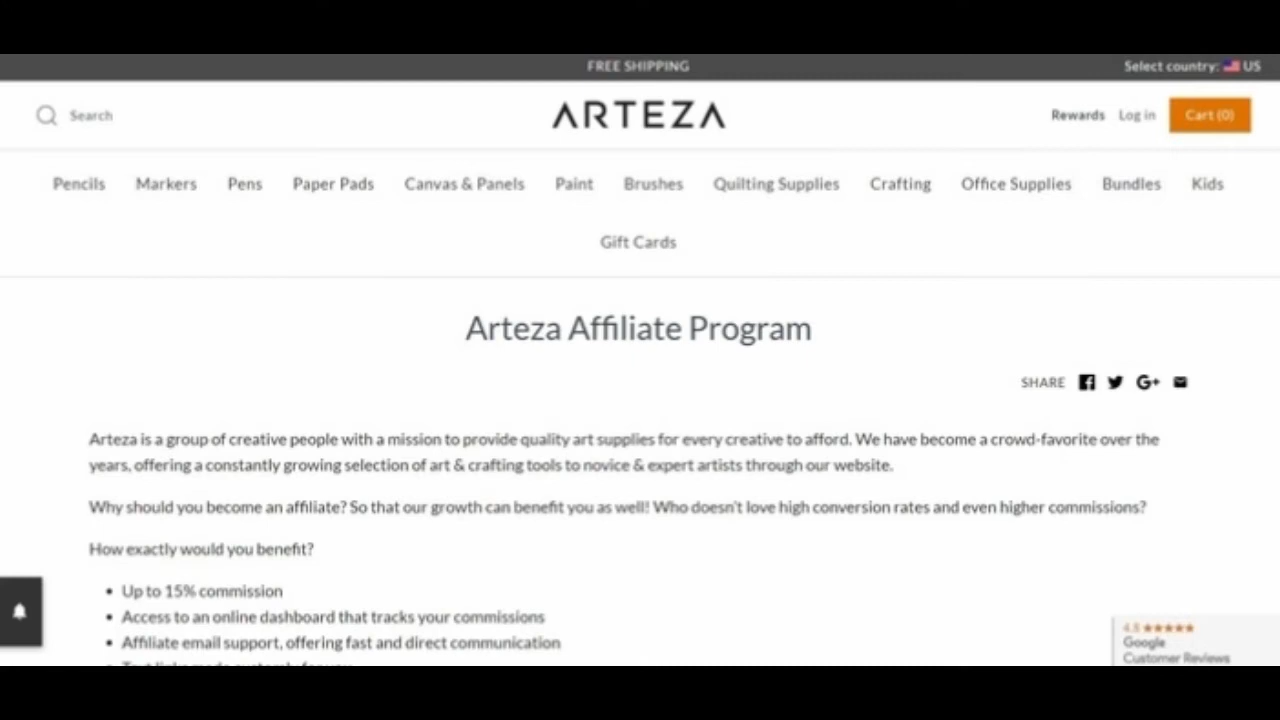 FREE SHIPPING
Select country: US
Search
ARTEZA
Rewards Log in Cart (0)
Pencils Markers Pens Paper Pads Canvas & Panels Paint Brushes Quilting Supplies Crafting Office Supplies Bundles Kids
Gift Cards
Arteza Affiliate Program
SHARE
Arteza is a group of creative people with a mission to provide quality art supplies for every creative to afford. We have become a crowd-favorite over the
years, offering a constantly growing selection of art & crafting tools to novice & expert artists through our website.
Why should you become an affiliate? So that our growth can benefit you as well! Who doesn't love high conversion rates and even higher commissions?
How exactly would you benefit?
• Up to 15% commission
• Access to an online dashboard that tracks your commissions
• Affiliate email support, offering fast and direct communication
4.8 ★★★★★
Google
Customer Reviews